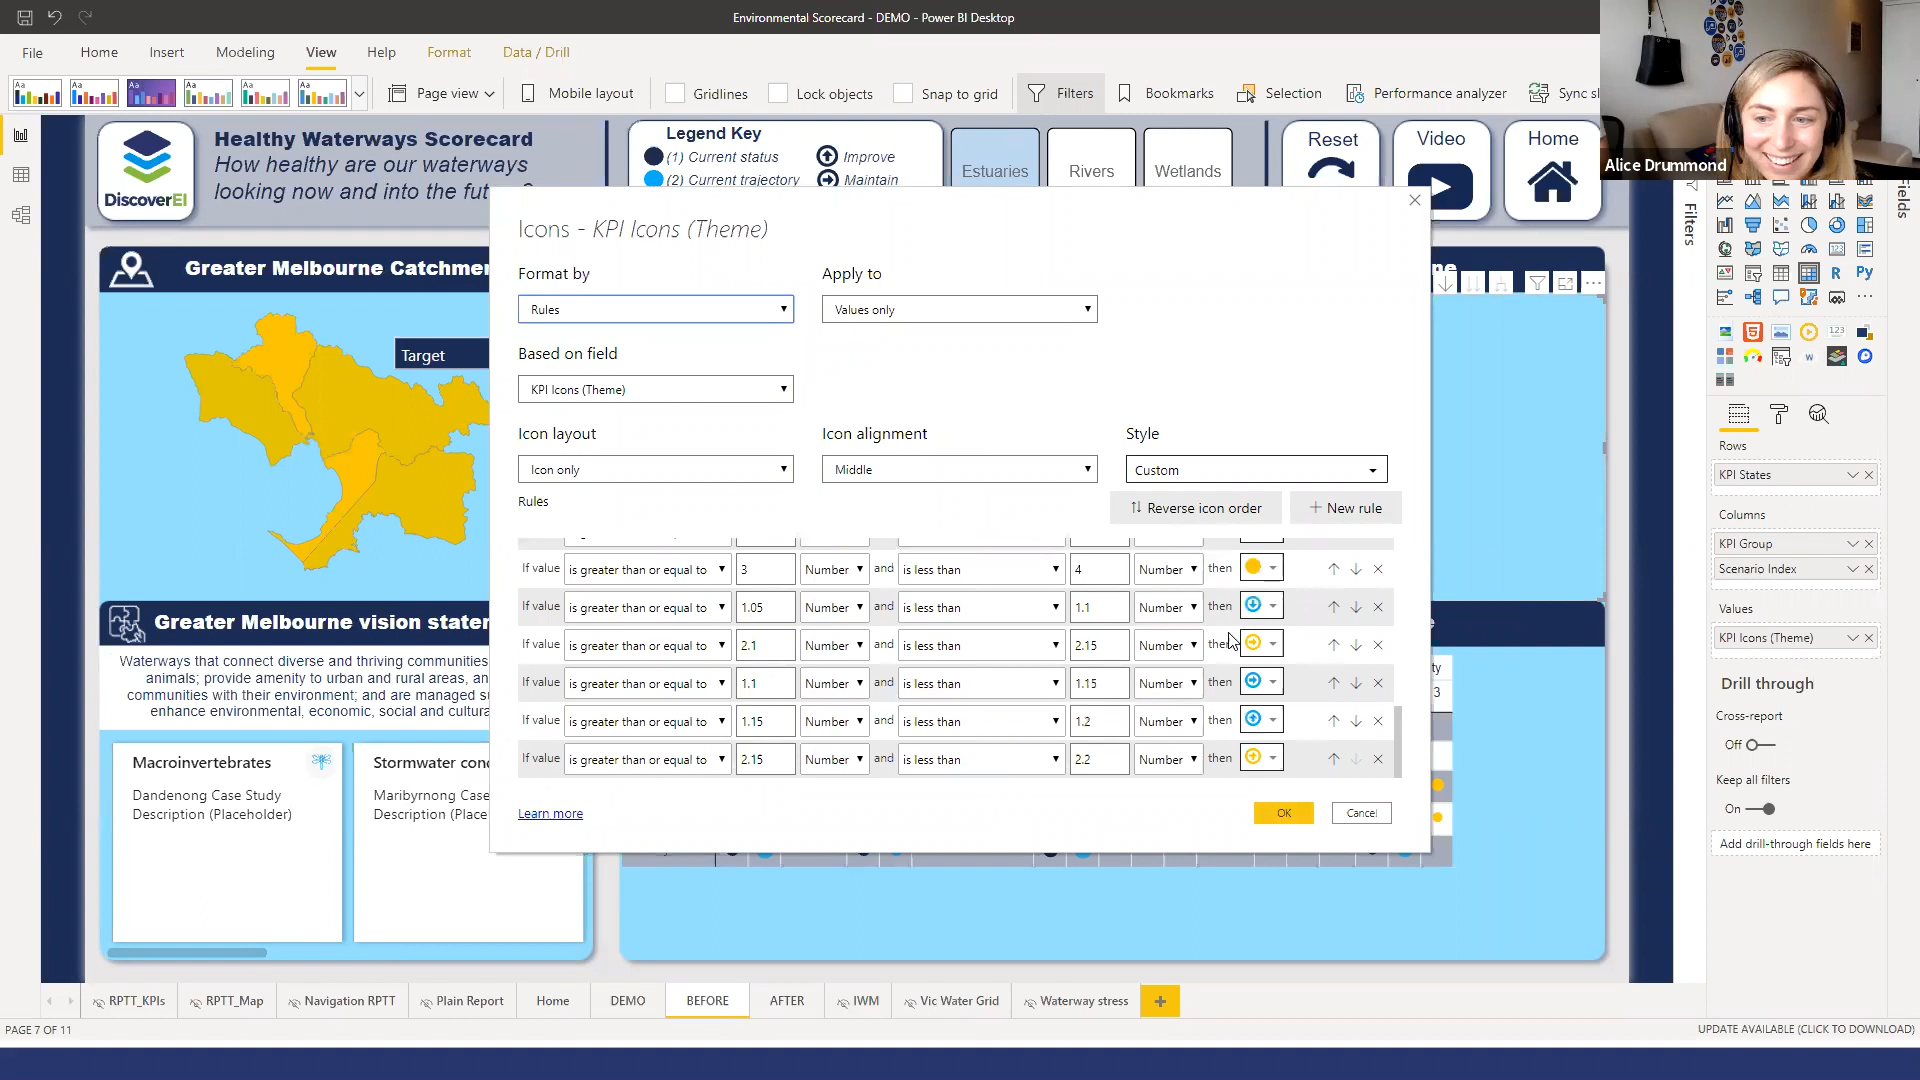 Environmental Scorecard - DEMO - Power BI Desktop
File
Home
Insert
Modeling
View
Help
Format
Data / Drill
Page view
Mobile layout
Gridlines
Lock objects
Snap to grid
Filters
Bookmarks
Selection
Performance analyzer
Sync sl
Alice Drummond
DiscoverEI
Healthy Waterways Scorecard
How healthy are our waterways
looking now and into the future?
Legend Key
(1) Current status
(2) Current trajectory
Improve
Maintain
Estuaries
Rivers
Wetlands
Reset
Video
Home
Filters
Fields
Greater Melbourne Catchme
Target
Icons - KPI Icons (Theme)
Format by
Rules
Apply to
Values only
Based on field
KPI Icons (Theme)
Icon layout
Icon only
Icon alignment
Middle
Style
Custom
Rules
Reverse icon order
New rule
If value is greater than or equal to 3 Number and is less than 4 Number then
If value is greater than or equal to 1.05 Number and is less than 1.1 Number then
If value is greater than or equal to 2.1 Number and is less than 2.15 Number then
If value is greater than or equal to 1.1 Number and is less than 1.15 Number then
If value is greater than or equal to 1.15 Number and is less than 1.2 Number then
If value is greater than or equal to 2.15 Number and is less than 2.2 Number then
Learn more
OK
Cancel
Greater Melbourne vision stater
Waterways that connect diverse and thriving communities
animals; provide amenity to urban and rural areas, an
communities with their environment; and are managed su
enhance environmental, economic, social and cultura
Macroinvertebrates
Dandenong Case Study
Description (Placeholder)
Stormwater conc
Maribyrnong Case
Description (Place
ne
e
ty
3
R
Py
123
Rows
KPI States
Columns
KPI Group
Scenario Index
Values
KPI Icons (Theme)
Drill through
Cross-report
Off
Keep all filters
On
Add drill-through fields here
RPTT_KPIs
RPTT_Map
Navigation RPTT
Plain Report
Home
DEMO
BEFORE
AFTER
IWM
Vic Water Grid
Waterway stress
PAGE 7 OF 11
UPDATE AVAILABLE (CLICK TO DOWNLOAD)